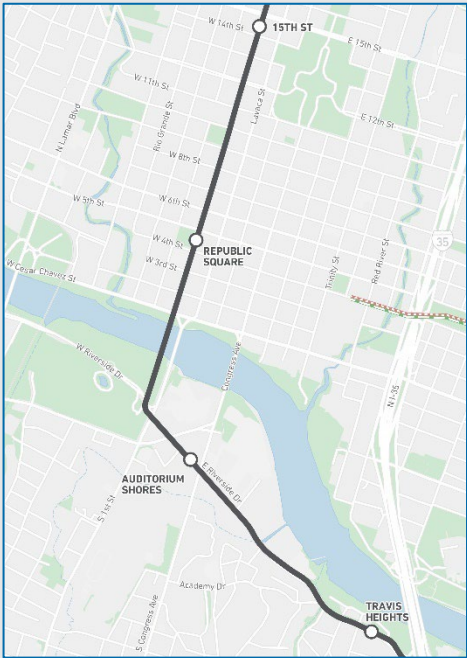 W 14th St
15TH ST
E 15th St
W 11th St
Lavaca St
Rio Grande St
N Lamar Blvd
E 12th St
W 8th St
W 6th St
W 5th St
W 4th St
REPUBLIC
SQUARE
W 3rd St
Red River St
35
Trinity St
W Cesar Chavez St
W Riverside Dr
Congress Ave
N I-35
AUDITORIUM
SHORES
E Riverside Dr
S 1st St
Academy Dr
S Congress Ave
TRAVIS
HEIGHTS